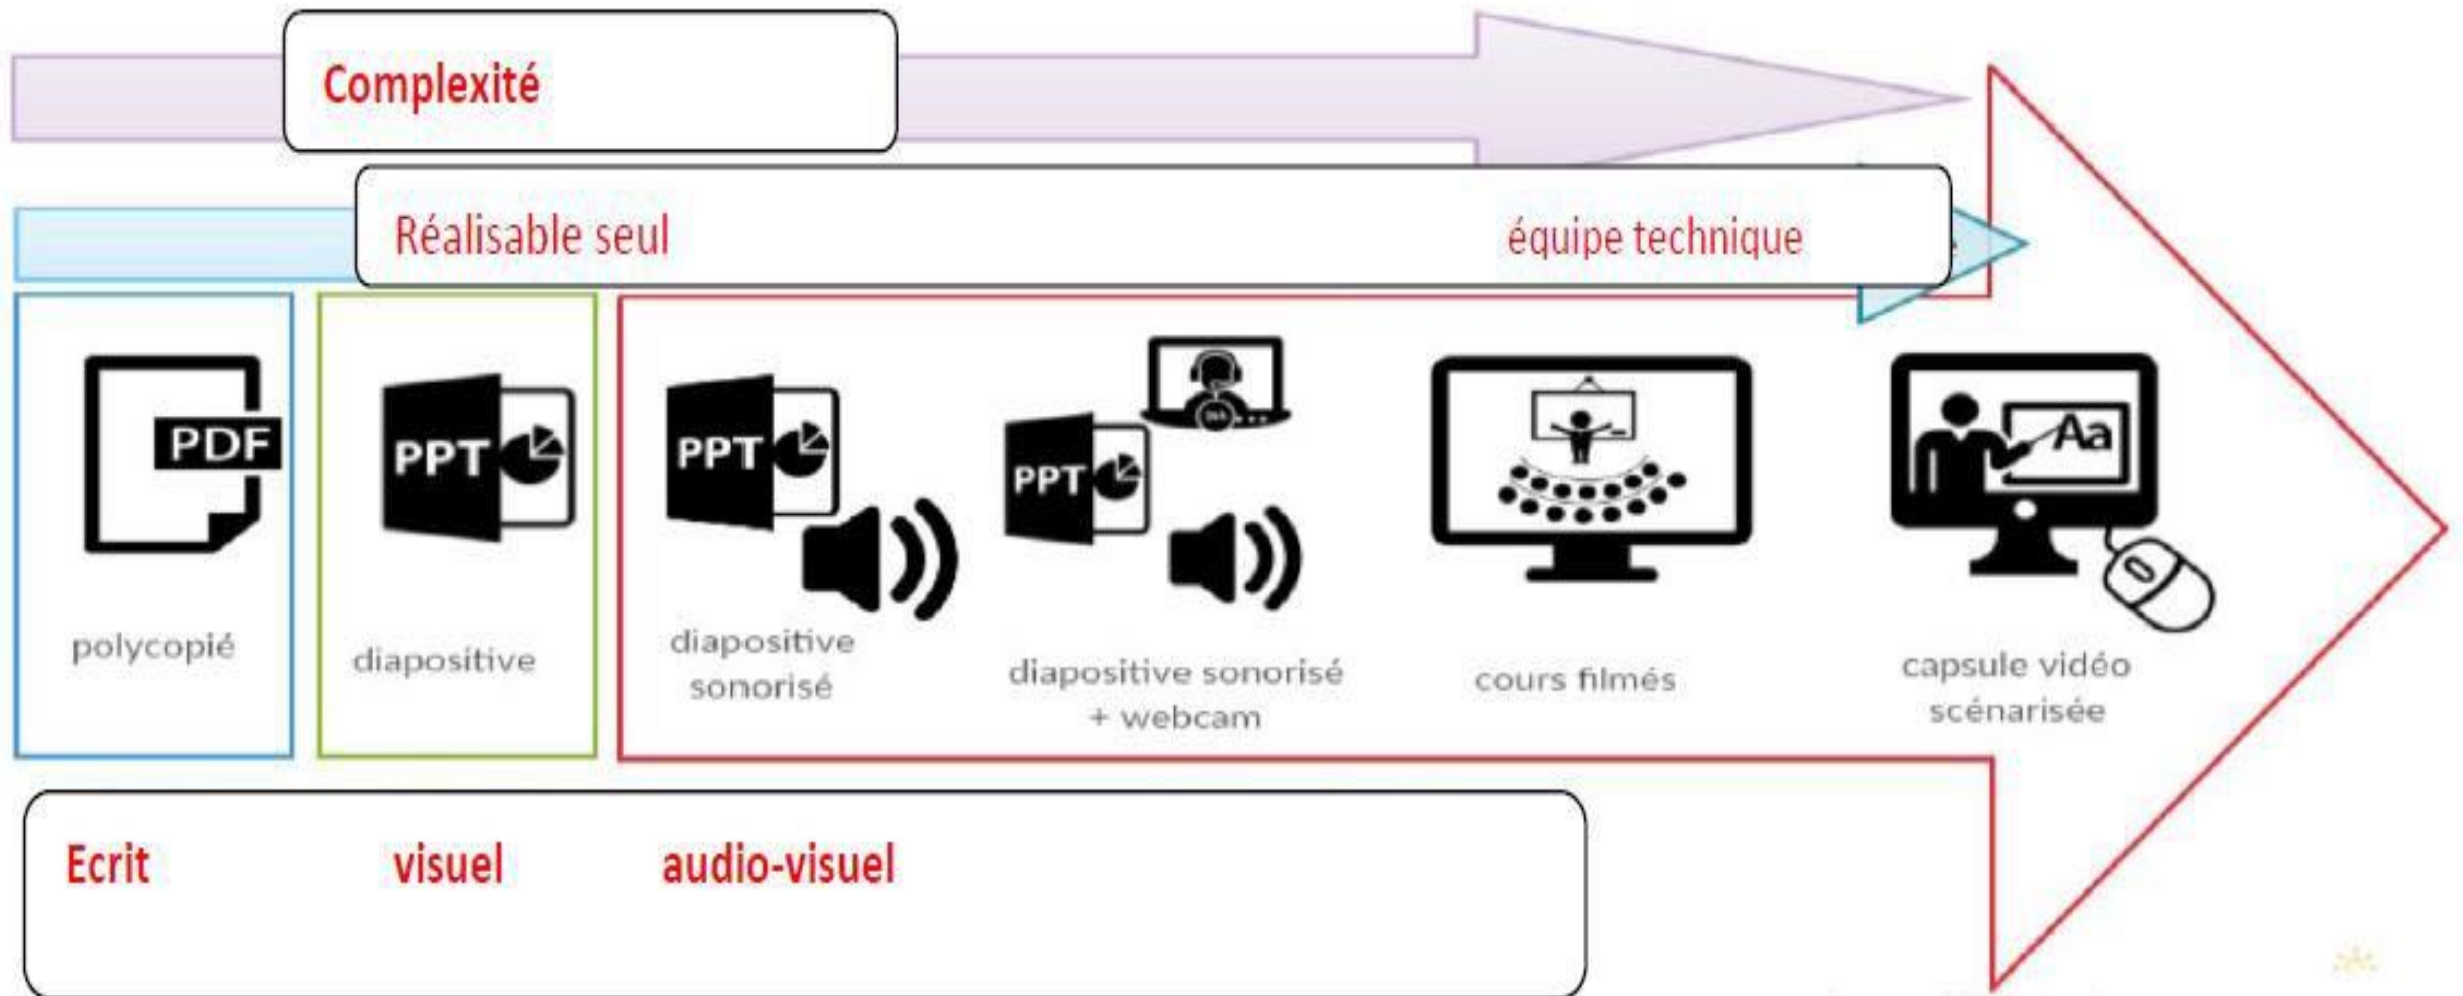 Complexité
Réalisable seul équipe technique
PDF
PPT
PPT
PPT
Aa
polycopié
diapositive
diapositive
sonorisé
diapositive sonorisé
+ webcam
cours filmés
capsule vidéo
scénarisée
Ecrit visuel audio-visuel